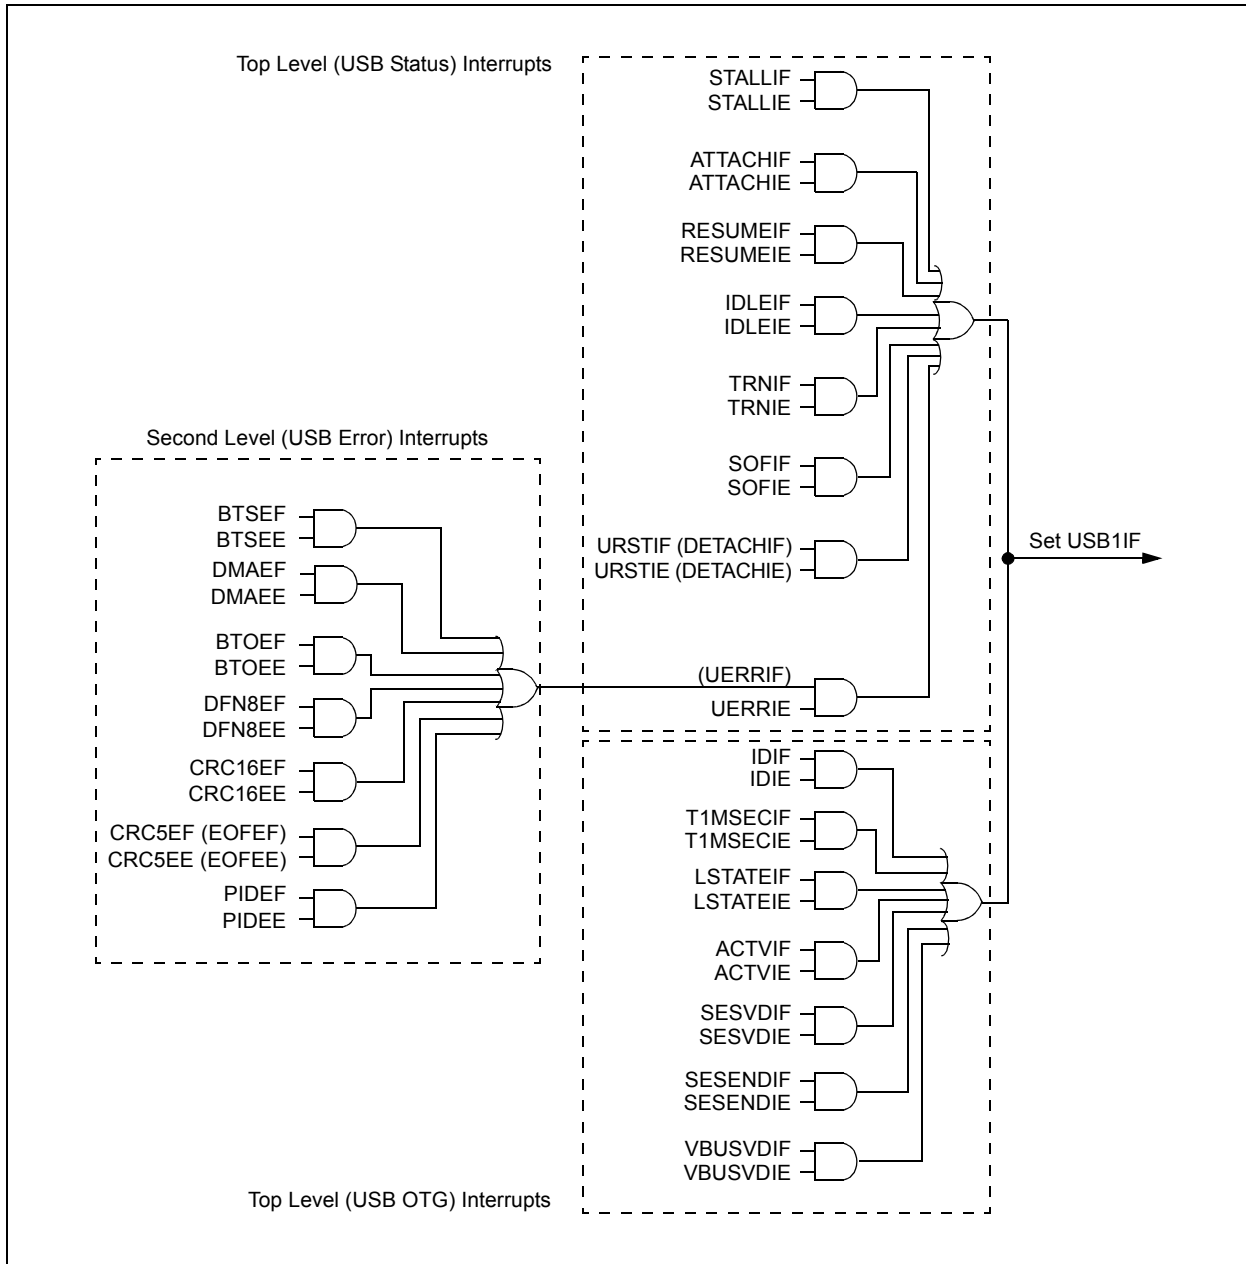 Top Level (USB Status) Interrupts
STALLIF
STALLIE
ATTACHIF
ATTACHIE
RESUMEIF
RESUMEIE
IDLEIF
IDLEIE
TRNIF
TRNIE
SOFIF
SOFIE
URSTIF (DETACHIF)
URSTIE (DETACHIE)
(UERRIF)
UERRIE
Set USB1IF
Second Level (USB Error) Interrupts
BTSEF
BTSEE
DMAEF
DMAEE
BTOEF
BTOEE
DFN8EF
DFN8EE
CRC16EF
CRC16EE
CRC5EF (EOFEF)
CRC5EE (EOFEE)
PIDEF
PIDEE
IDIF
IDIE
T1MSECIF
T1MSECIE
LSTATEIF
LSTATEIE
ACTVIF
ACTVIE
SESVDIF
SESVDIE
SESENDIF
SESENDIE
VBUSVDIF
VBUSVDIE
Top Level (USB OTG) Interrupts